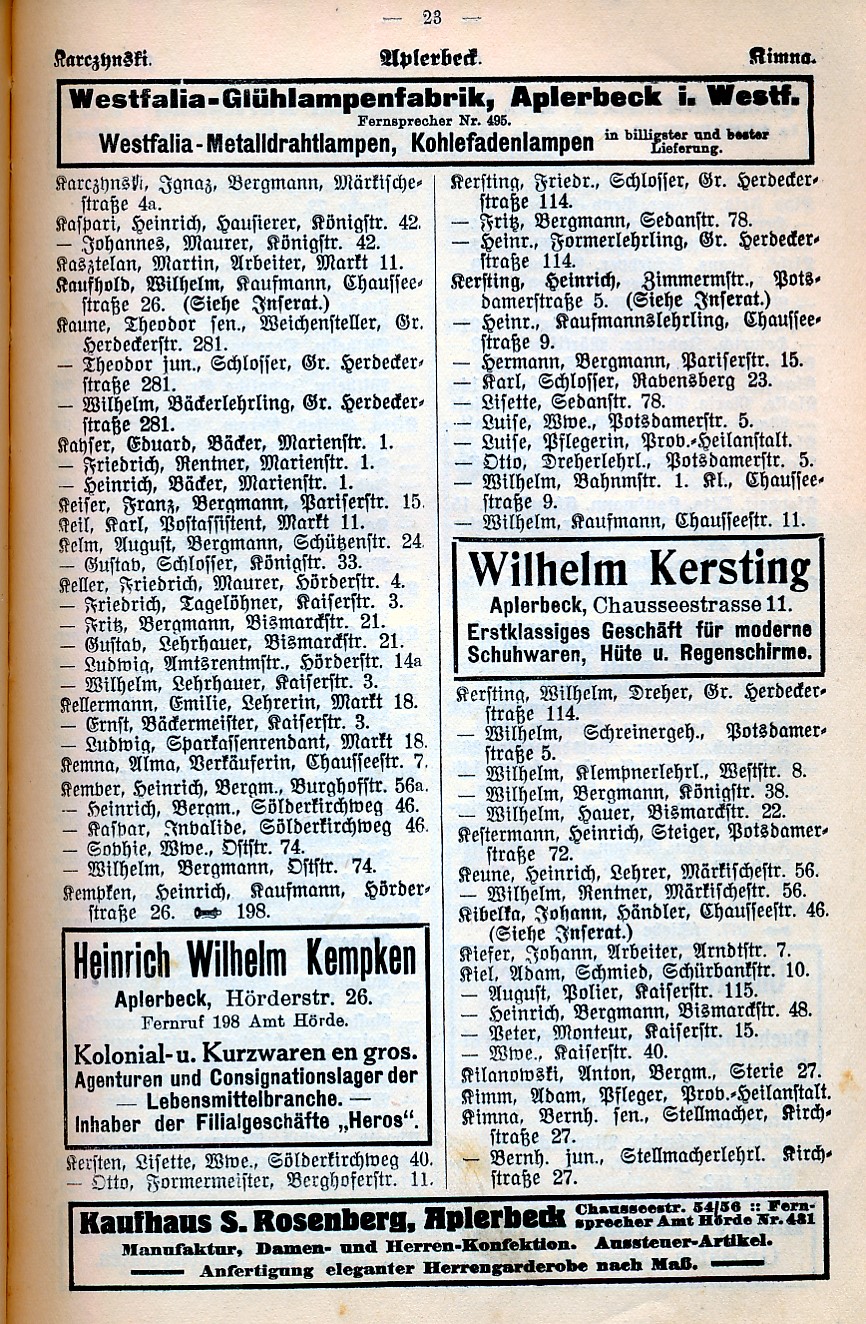 — 23 —
Karczynski. Aplerbeck. Kimna.
Westfalia-Glühlampenfabrik, Aplerbeck i. Westf.
Fernsprecher Nr. 495.
Westfalia-Metalldrahtlampen, Kohlefadenlampen in billigster und bester Lieferung.
Karczynski, Ignaz, Bergmann, Märkische-
straße 4a.
Kaspari, Heinrich, Hausierer, Königstr. 42.
— Johannes, Maurer, Königstr. 42.
Kasztelan, Martin, Arbeiter, Markt 11.
Kaufhold, Wilhelm, Kaufmann, Chaussee-
straße 26. (Siehe Inserat.)
Kaune, Theodor sen., Weichensteller, Gr.
Herdeckerstr. 281.
— Theodor jun., Schlosser, Gr. Herdecker-
straße 281.
— Wilhelm, Bäckerlehrling, Gr. Herdecker-
straße 281.
Kayser, Eduard, Bäcker, Marienstr. 1.
— Friedrich, Rentner, Marienstr. 1.
— Heinrich, Bäcker, Marienstr. 1.
Keiser, Franz, Bergmann, Pariserstr. 15.
Keil, Karl, Postassistent, Markt 11.
Kelm, August, Bergmann, Schützenstr. 24.
— Gustav, Schlosser, Königstr. 33.
Keller, Friedrich, Maurer, Hörderstr. 4.
— Friedrich, Tagelöhner, Kaiserstr. 3.
— Fritz, Bergmann, Bismarckstr. 21.
— Gustav, Lehrhauer, Bismarckstr. 21.
— Ludwig, Amtsrentmstr., Hörderstr. 14a
— Wilhelm, Lehrhauer, Kaiserstr. 3.
Kellermann, Emilie, Lehrerin, Markt 18.
— Ernst, Bäckermeister, Kaiserstr. 3.
— Ludwig, Sparkassenrendant, Markt 18.
Kemna, Alma, Verkäuferin, Chausseestr. 7.
Kemper, Heinrich, Bergm., Burghofstr. 56a.
— Heinrich, Bergm., Sölderkirchweg 46.
— Kaspar, Invalide, Sölderkirchweg 46.
— Sophie, Wwe., Oststr. 74.
— Wilhelm, Bergmann, Oststr. 74.
Kempken, Heinrich, Kaufmann, Hörder-
straße 26. 198.
Heinrich Wilhelm Kempken
Aplerbeck, Hörderstr. 26.
Fernruf 198 Amt Hörde.
Kolonial- u. Kurzwaren en gros.
Agenturen und Consignationslager der
— Lebensmittelbranche. —
Inhaber der Filialgeschäfte „Heros“.
Kersten, Lisette, Wwe., Sölderkirchweg 40.
— Otto, Formermeister, Berghoferstr. 11.
Kersting, Friedr., Schlosser, Gr. Herdecker-
straße 114.
— Fritz, Bergmann, Sedanstr. 78.
— Heinr., Formerlehrling, Gr. Herdecker-
straße 114.
Kersting, Heinrich, Zimmermstr., Pots-
damerstraße 5. (Siehe Inserat.)
— Heinr., Kaufmannslehrling, Chaussee-
straße 9.
— Hermann, Bergmann, Pariserstr. 15.
— Karl, Schlosser, Rabensberg 23.
— Lisette, Sedanstr. 78.
— Luise, Wwe., Potsdamerstr. 5.
— Luise, Pflegerin, Prov.-Heilanstalt.
— Otto, Dreherlehrl., Potsdamerstr. 5.
— Wilhelm, Bahnmstr. 1. Kl., Chaussee-
straße 9.
— Wilhelm, Kaufmann, Chausseestr. 11.
Wilhelm Kersting
Aplerbeck, Chausseestrasse 11.
Erstklassiges Geschäft für moderne
Schuhwaren, Hüte u. Regenschirme.
Kersting, Wilhelm, Dreher, Gr. Herdecker-
straße 114.
— Wilhelm, Schreinergeh., Potsdamer-
straße 5.
— Wilhelm, Klempnerlehrl., Weststr. 8.
— Wilhelm, Bergmann, Königstr. 38.
— Wilhelm, Hauer, Bismarckstr. 22.
Kestermann, Heinrich, Steiger, Potsdamer-
straße 72.
Keune, Heinrich, Lehrer, Märkischestr. 56.
— Wilhelm, Rentner, Märkischestr. 56.
Kibelka, Johann, Händler, Chausseestr. 46.
(Siehe Inserat.)
Kiefer, Johann, Arbeiter, Arndtstr. 7.
Kiel, Adam, Schmied, Schürbankstr. 10.
— August, Polier, Kaiserstr. 115.
— Heinrich, Bergmann, Bismarckstr. 48.
— Peter, Monteur, Kaiserstr. 15.
— Wwe., Kaiserstr. 40.
Kilanowski, Anton, Bergm., Sterie 27.
Kimm, Adam, Pfleger, Prov.-Heilanstalt.
Kimna, Bernh. sen., Stellmacher, Kirch-
straße 27.
— Bernh. jun., Stellmacherlehrl. Kirch-
straße 27.
Kaufhaus S. Rosenberg, Aplerbeck Chausseestr. 54/56 :: Fern-
sprecher Amt Hörde Nr. 481
Manufaktur, Damen- und Herren-Konfektion. Aussteuer-Artikel.
— Anfertigung eleganter Herrengarderobe nach Maß. —